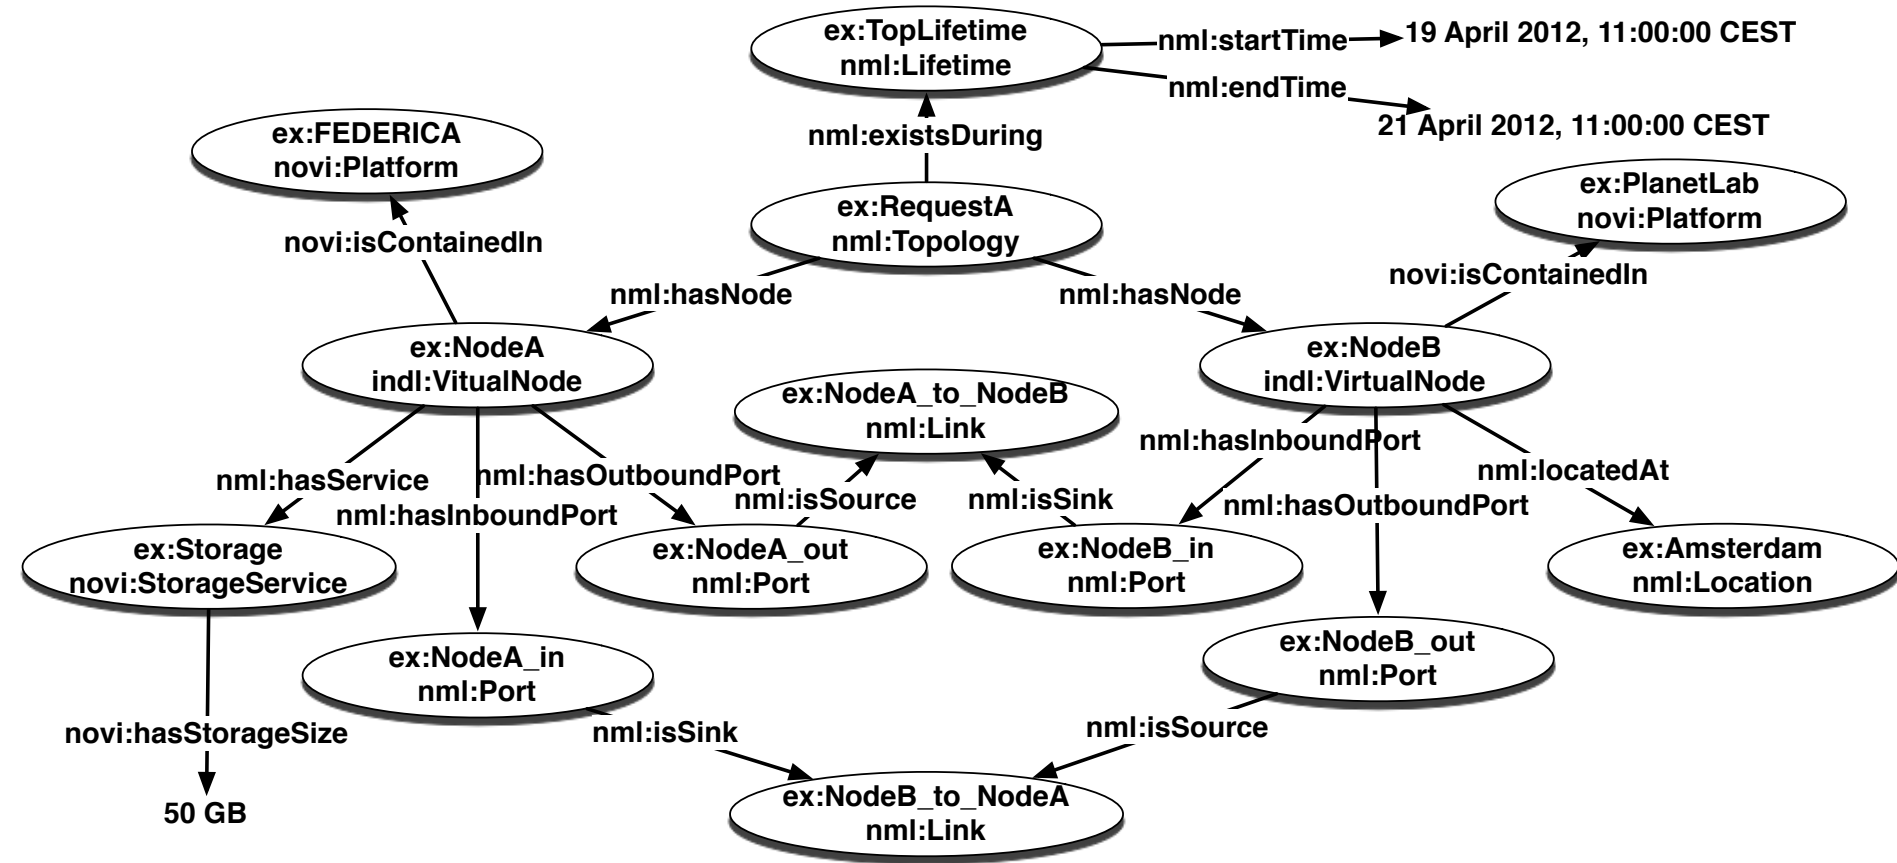 ex:TopLifetime
nml:Lifetime
nml:startTime
19 April 2012, 11:00:00 CEST
nml:endTime
21 April 2012, 11:00:00 CEST
nml:existsDuring
ex:FEDERICA
novi:Platform
ex:PlanetLab
novi:Platform
ex:RequestA
nml:Topology
novi:isContainedIn
novi:isContainedIn
nml:hasNode
nml:hasNode
ex:NodeA
indl:VitualNode
ex:NodeB
indl:VirtualNode
ex:NodeA_to_NodeB
nml:Link
nml:hasService
nml:hasOutboundPort
nml:hasInboundPort
nml:isSource
nml:isSink
nml:hasInboundPort
nml:hasOutboundPort
nml:locatedAt
ex:Storage
novi:StorageService
ex:NodeA_out
nml:Port
ex:NodeB_in
nml:Port
ex:Amsterdam
nml:Location
ex:NodeA_in
nml:Port
ex:NodeB_out
nml:Port
novi:hasStorageSize
nml:isSink
nml:isSource
50 GB
ex:NodeB_to_NodeA
nml:Link